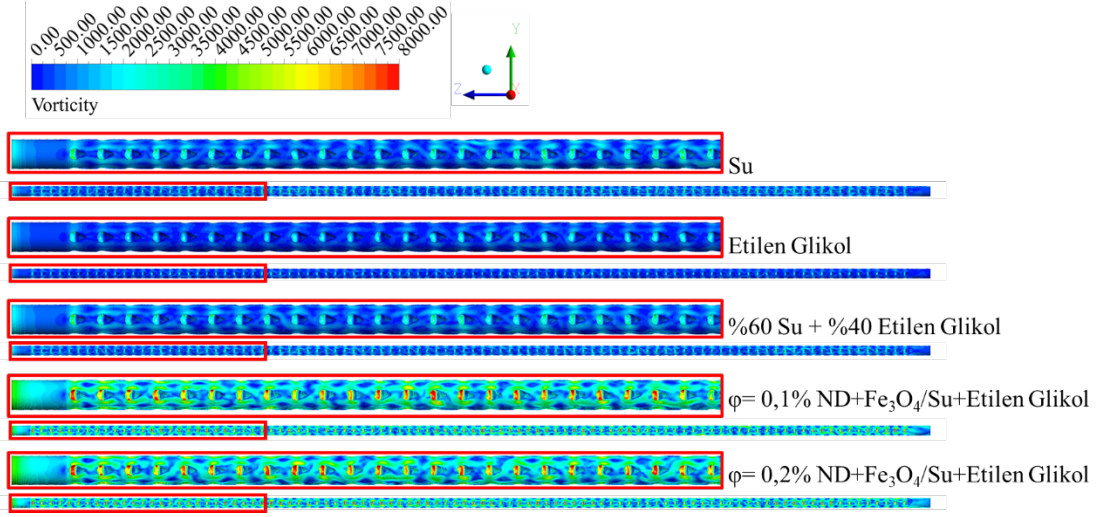 0.00
500.00
1000.00
1500.00
2000.00
2500.00
3000.00
3500.00
4000.00
4500.00
5000.00
5500.00
6000.00
6500.00
7000.00
7500.00
8000.00
Vorticity
Y
Z
X
Su
Etilen Glikol
%60 Su + %40 Etilen Glikol
φ= 0,1% ND+Fe₃O₄/Su+Etilen Glikol
φ= 0,2% ND+Fe₃O₄/Su+Etilen Glikol